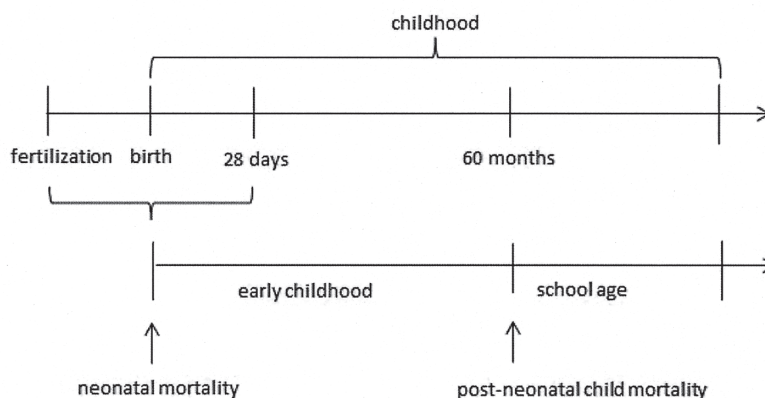 childhood
fertilization birth 28 days 60 months
early childhood school age
neonatal mortality post-neonatal child mortality